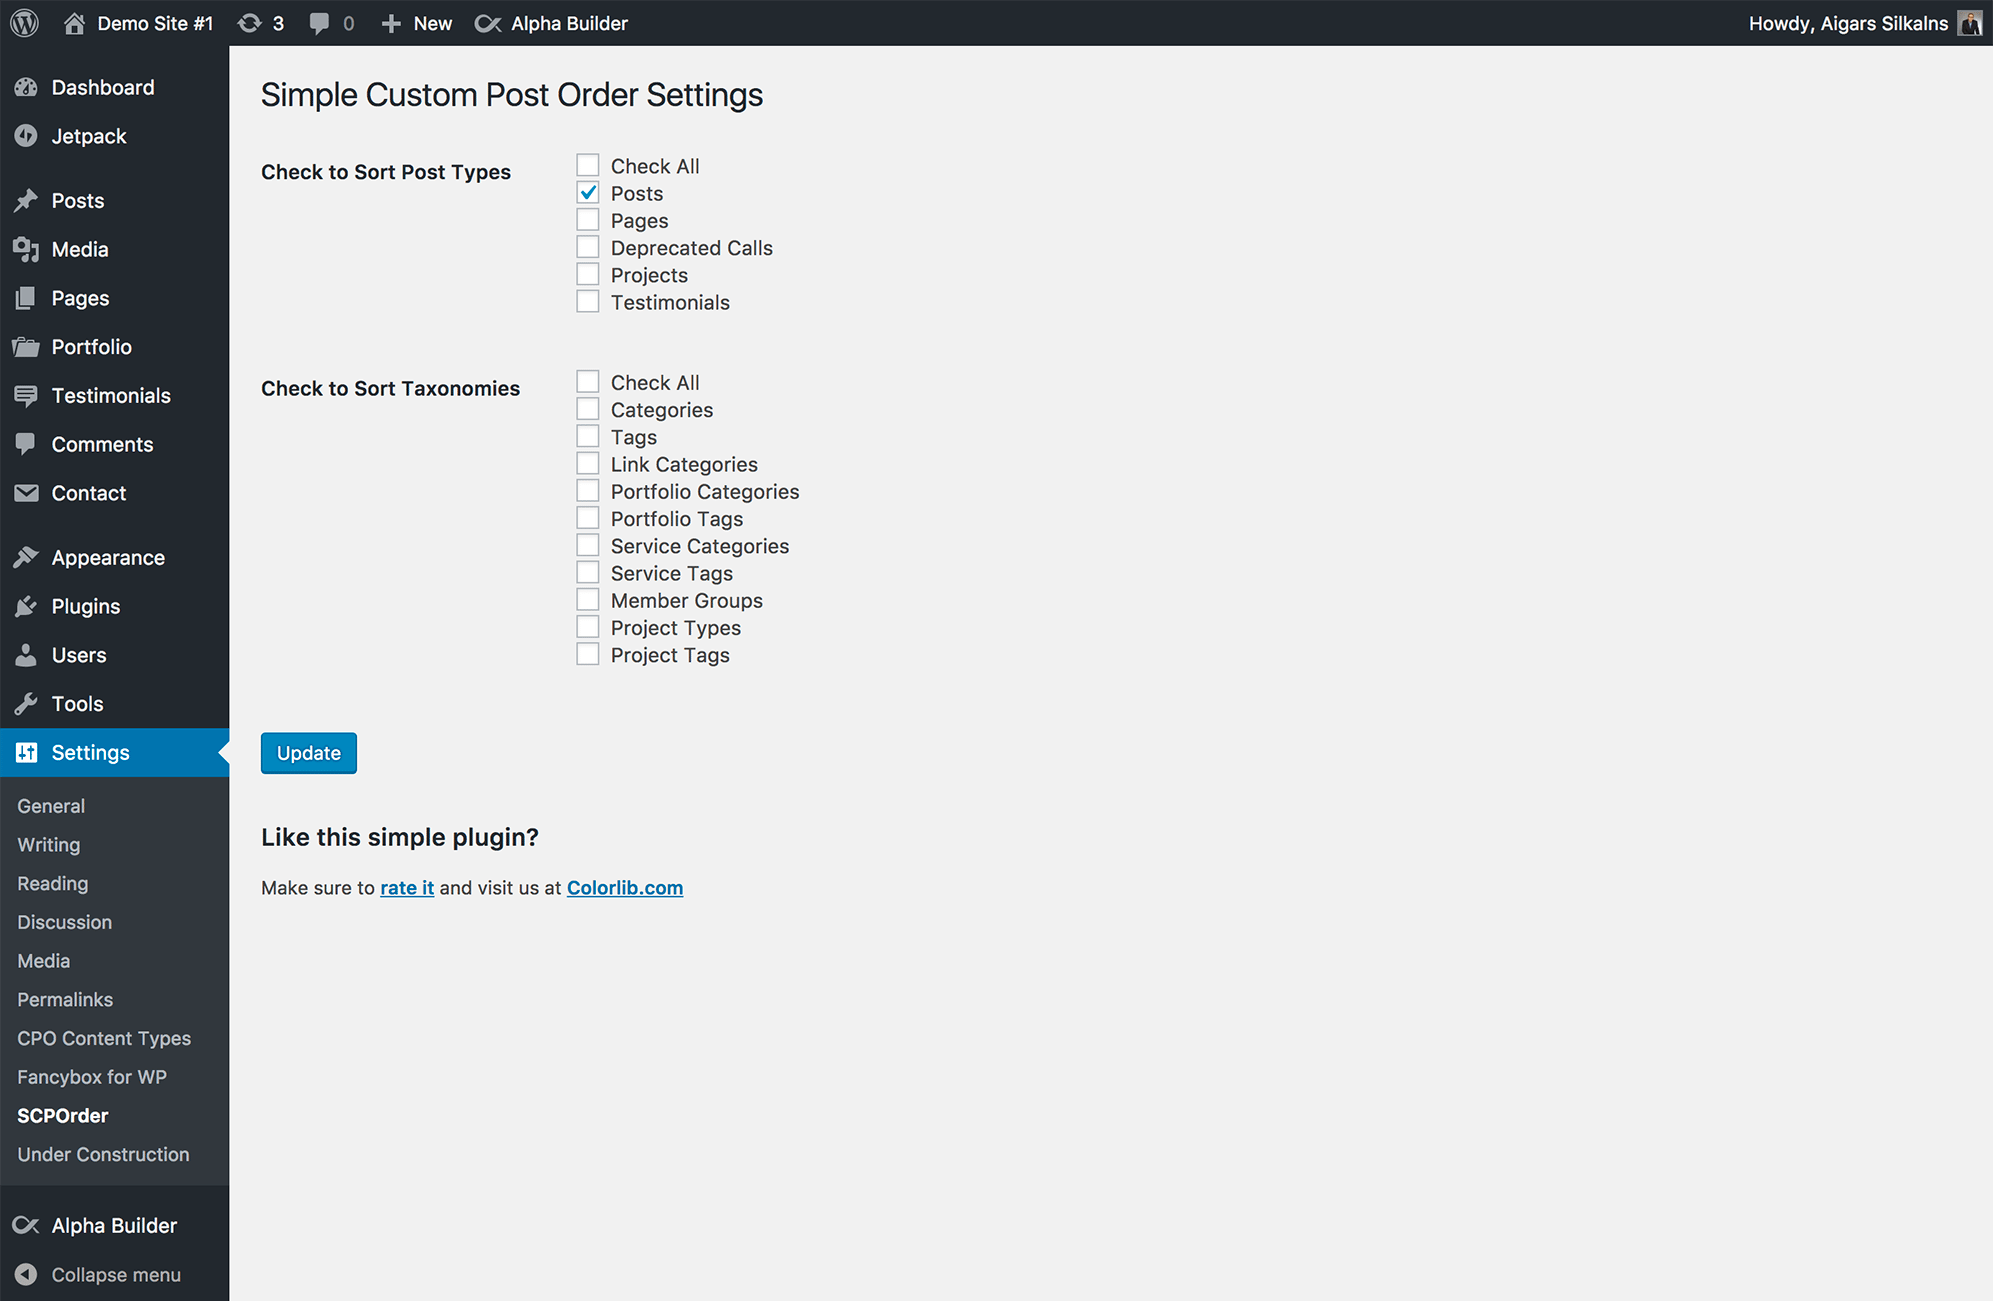 Demo Site #1 3 0 New Alpha Builder Howdy, Aigars Silkalns
Dashboard
Jetpack
Posts
Media
Pages
Portfolio
Testimonials
Comments
Contact
Appearance
Plugins
Users
Tools
Settings
General
Writing
Reading
Discussion
Media
Permalinks
CPO Content Types
Fancybox for WP
SCPOrder
Under Construction
Alpha Builder
Collapse menu
Simple Custom Post Order Settings
Check to Sort Post Types
Check All
Posts
Pages
Deprecated Calls
Projects
Testimonials
Check to Sort Taxonomies
Check All
Categories
Tags
Link Categories
Portfolio Categories
Portfolio Tags
Service Categories
Service Tags
Member Groups
Project Types
Project Tags
Update
Like this simple plugin?
Make sure to rate it and visit us at Colorlib.com